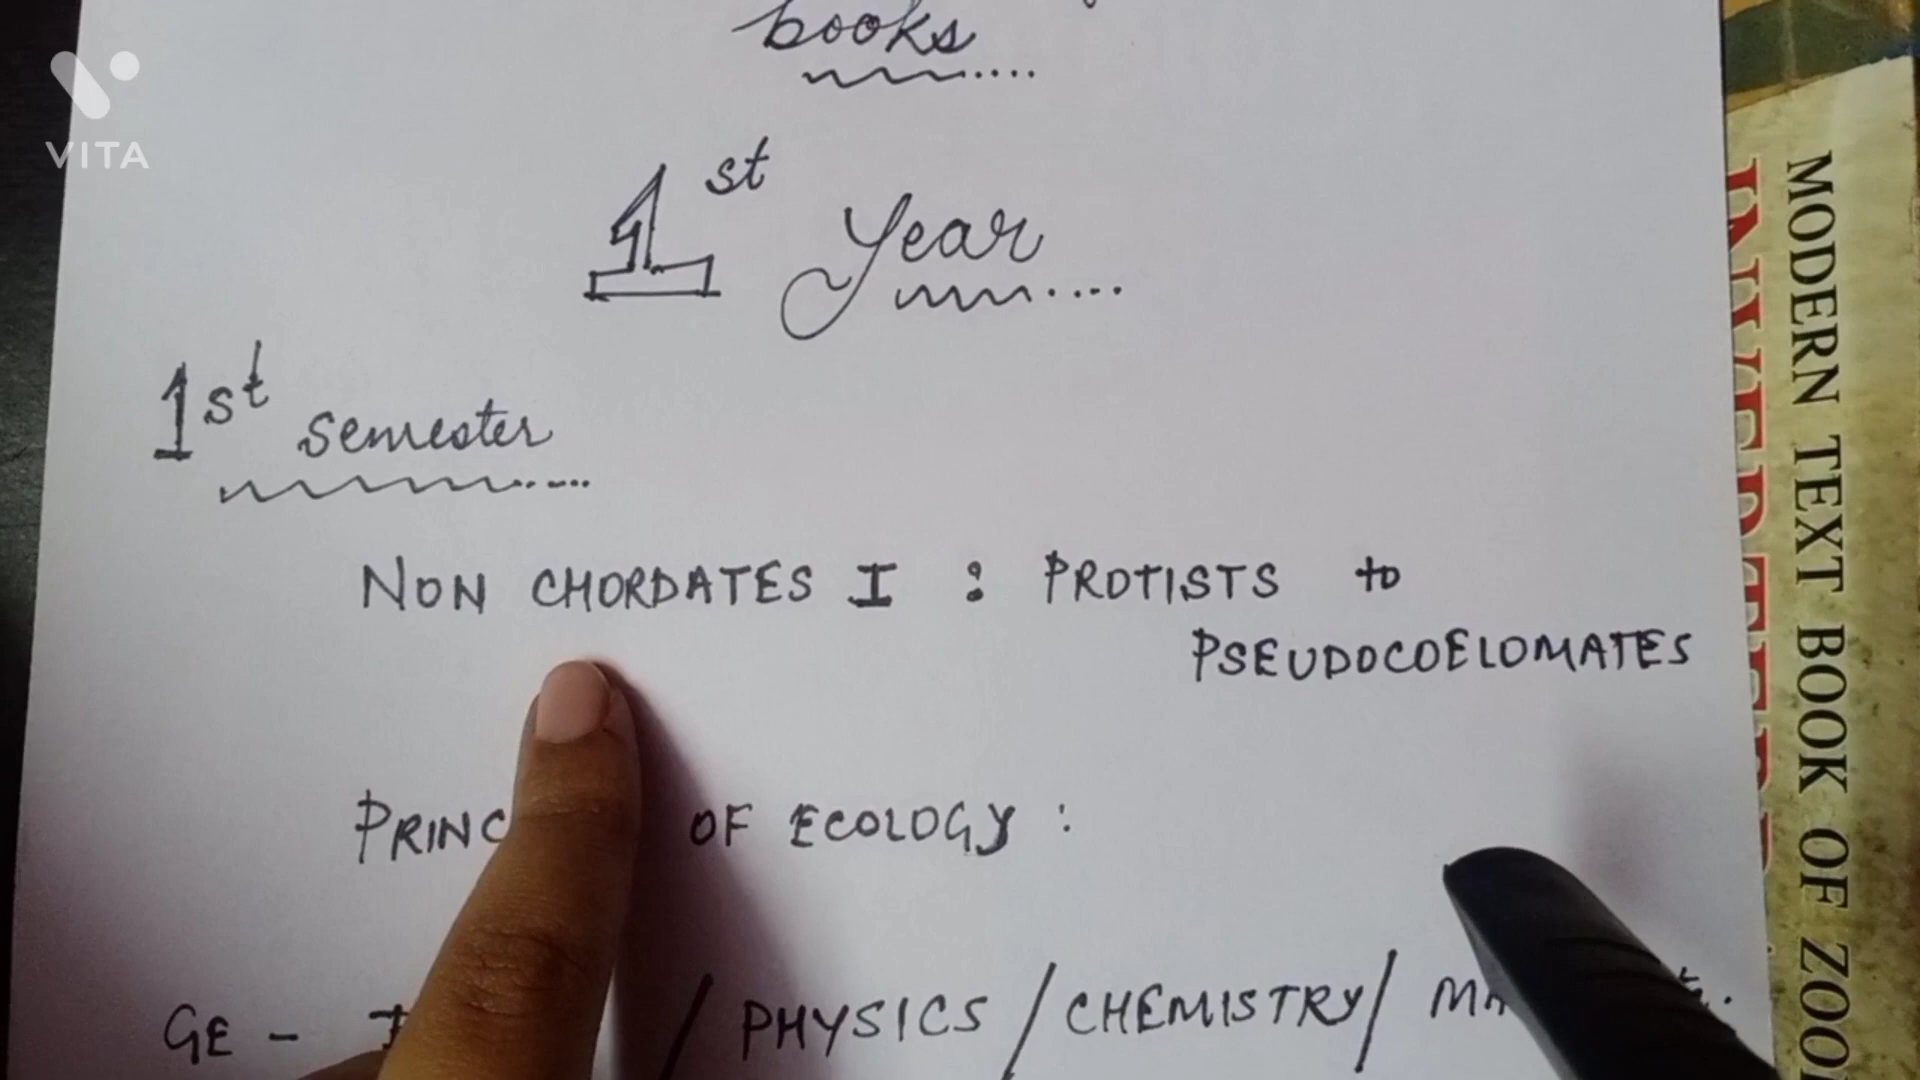 books
VITA
1st Year
1st semester
NON CHORDATES I : PROTISTS to
PSEUDOCOELOMATES
OF ECOLOGY :
GE - / PHYSICS / CHEMISTRY/
MODERN TEXT BOOK OF